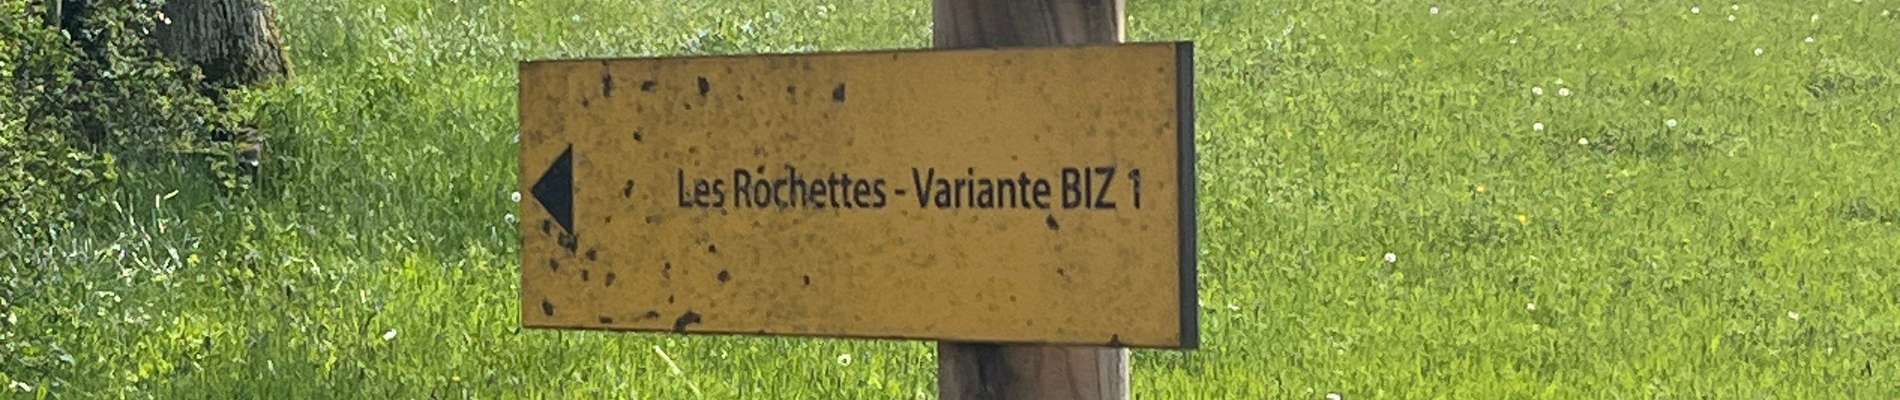 Les Rochettes - Variante BIZ 1